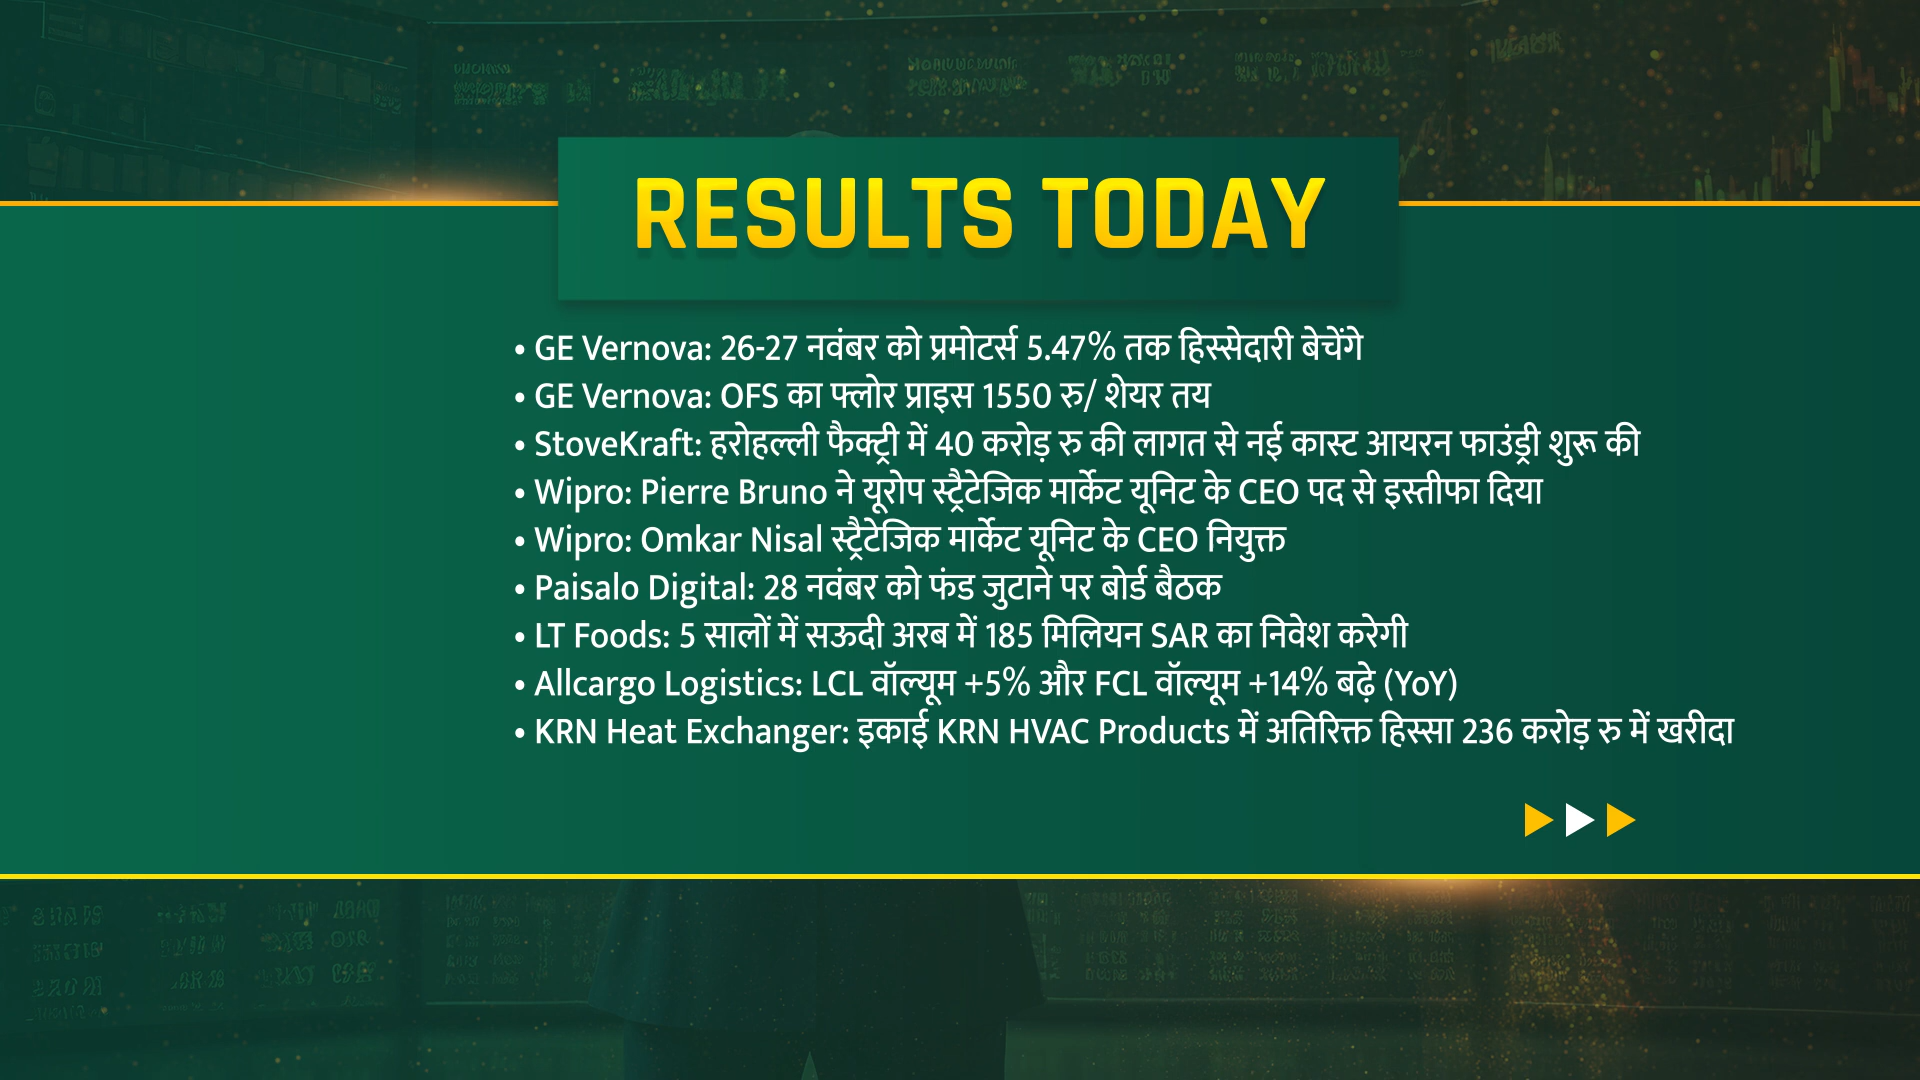 RESULTS TODAY
• GE Vernova: 26-27 नवंबर को प्रमोटर्स 5.47% तक हिस्सेदारी बेचेंगे
• GE Vernova: OFS का फ्लोर प्राइस 1550 रु/ शेयर तय
• StoveKraft: हरोहल्ली फैक्ट्री में 40 करोड़ रु की लागत से नई कास्ट आयरन फाउंड्री शुरू की
• Wipro: Pierre Bruno ने यूरोप स्ट्रैटेजिक मार्केट यूनिट के CEO पद से इस्तीफा दिया
• Wipro: Omkar Nisal स्ट्रैटेजिक मार्केट यूनिट के CEO नियुक्त
• Paisalo Digital: 28 नवंबर को फंड जुटाने पर बोर्ड बैठक
• LT Foods: 5 सालों में सऊदी अरब में 185 मिलियन SAR का निवेश करेगी
• Allcargo Logistics: LCL वॉल्यूम +5% और FCL वॉल्यूम +14% बढ़े (YoY)
• KRN Heat Exchanger: इकाई KRN HVAC Products में अतिरिक्त हिस्सा 236 करोड़ रु में खरीदा